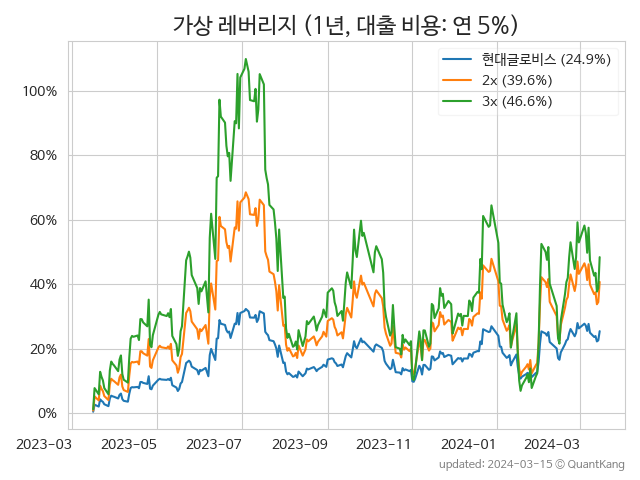 가상 레버리지 (1년, 대출 비용: 연 5%)
현대글로비스 (24.9%)
2x (39.6%)
3x (46.6%)
100%
80%
60%
40%
20%
0%
2023-03 2023-05 2023-07 2023-09 2023-11 2024-01 2024-03
updated: 2024-03-15 © QuantKang